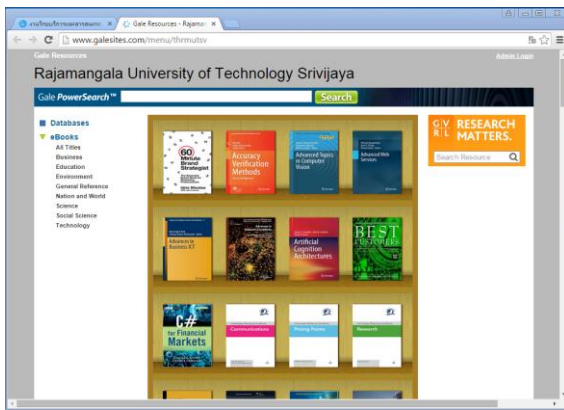 Gale Resources - Rajaman
www.galesites.com/menu/thrmutsv
Gale Resources
Admin Login
Rajamangala University of Technology Srivijaya
Gale PowerSearch™
Search
Databases
eBooks
All Titles
Business
Education
Environment
General Reference
Nation and World
Science
Social Science
Technology
60
Minute
Brand
Strategist
Accuracy
Verification
Methods
Advanced Topics
in Computer
Vision
Advanced Web
Services
GVRL
RESEARCH
MATTERS.
Search Resource
Advances in
Business ICT
Artificial
Cognition
Architectures
BEST
CUSTOMERS
C#
for Financial
Markets
Communications
Pricing Points
Research